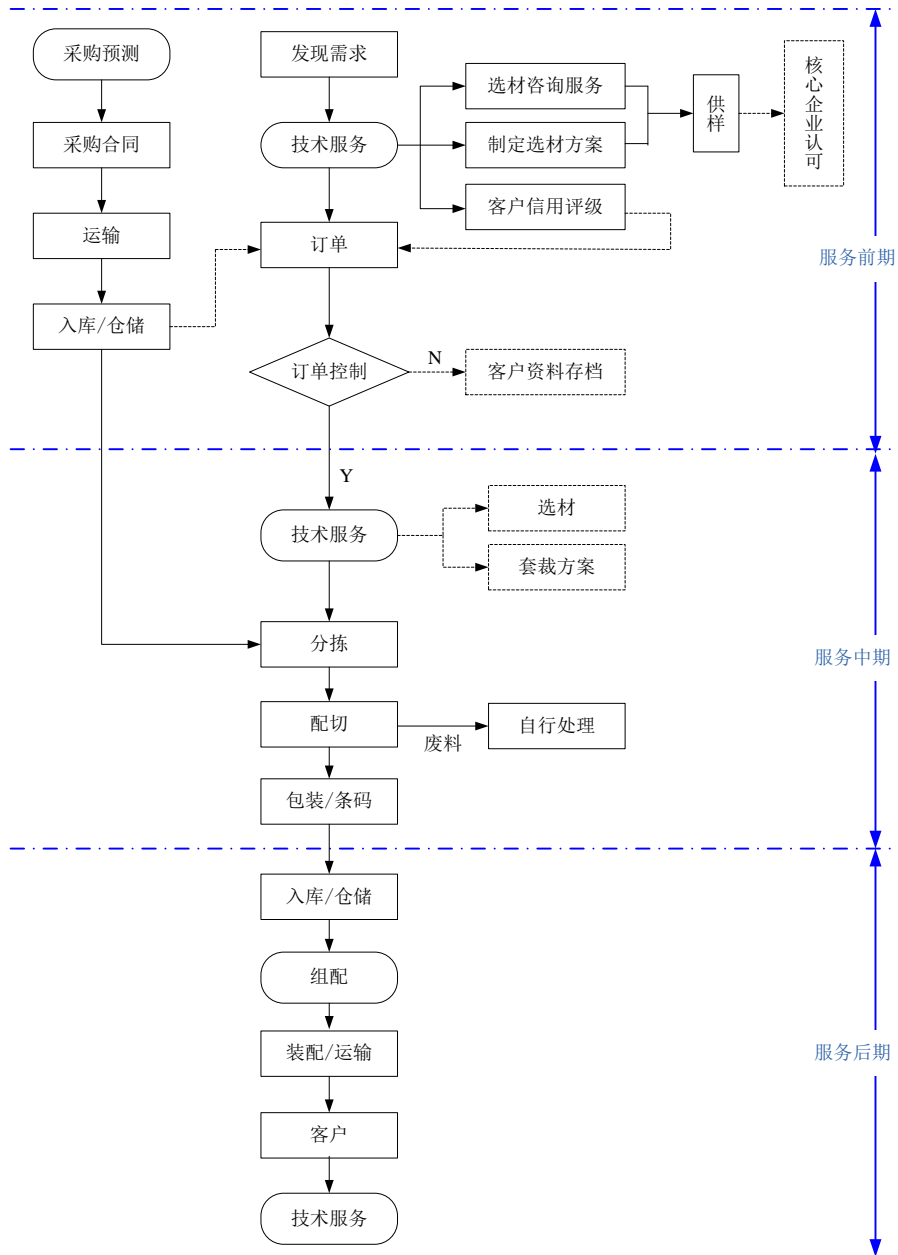 采购预测
发现需求
选材咨询服务
供样
核心企业认可
采购合同
技术服务
制定选材方案
运输
订单
客户信用评级
服务前期
入库/仓储
订单控制
N
客户资料存档
Y
技术服务
选材
套裁方案
分拣
服务中期
配切
废料
自行处理
包装/条码
入库/仓储
组配
装配/运输
服务后期
客户
技术服务